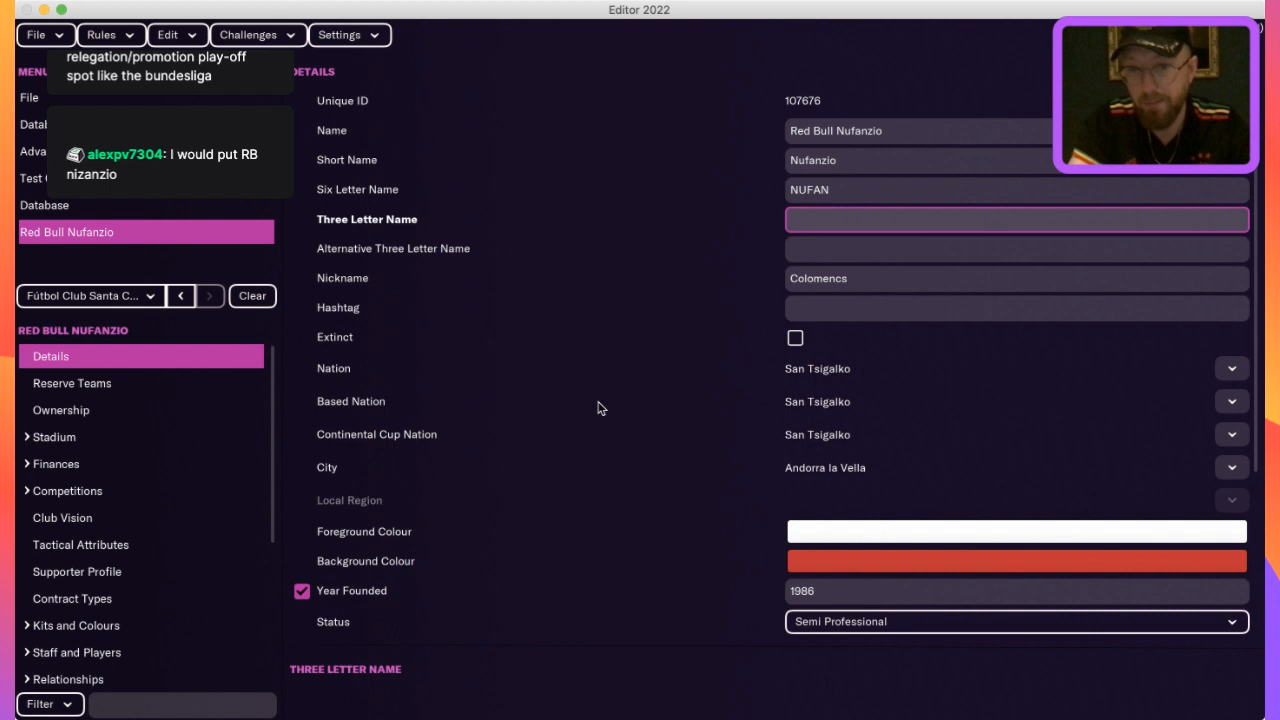 Editor 2022
File
Rules
Edit
Challenges
Settings
relegation/promotion play-off
spot like the bundesliga
alexpv7304: I would put RB
nizanzio
MENU
File
Datab
Adva
Test
Database
Red Bull Nufanzio
Fútbol Club Santa C...
Clear
RED BULL NUFANZIO
Details
Reserve Teams
Ownership
Stadium
Finances
Competitions
Club Vision
Tactical Attributes
Supporter Profile
Contract Types
Kits and Colours
Staff and Players
Relationships
Filter
DETAILS
Unique ID 107676
Name Red Bull Nufanzio
Short Name Nufanzio
Six Letter Name NUFAN
Three Letter Name
Alternative Three Letter Name
Nickname Colomencs
Hashtag
Extinct
Nation San Tsigalko
Based Nation San Tsigalko
Continental Cup Nation San Tsigalko
City Andorra la Vella
Local Region
Foreground Colour
Background Colour
Year Founded 1986
Status Semi Professional
THREE LETTER NAME